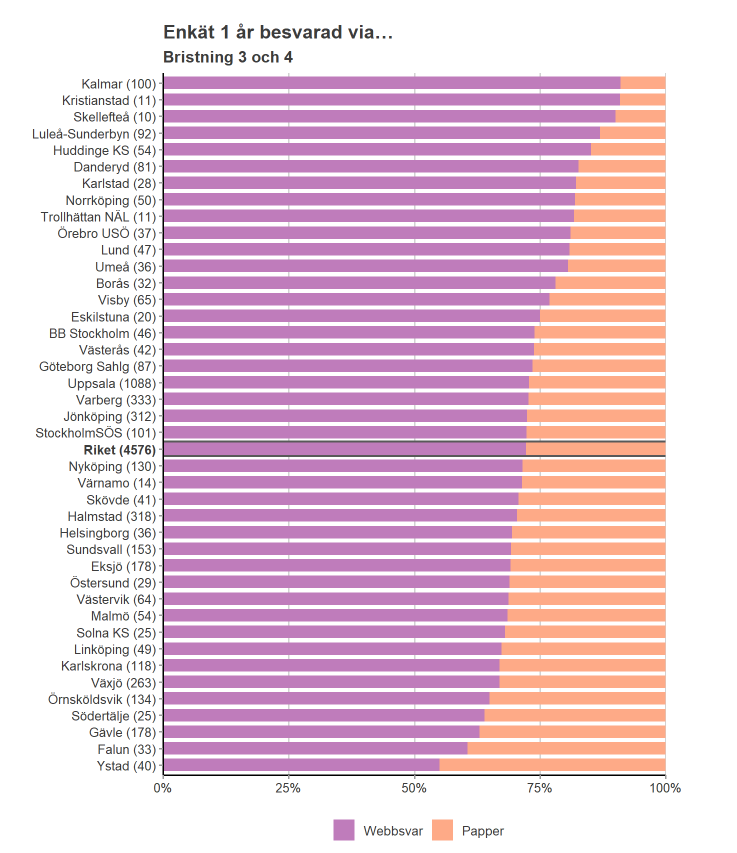 Enkät 1 år besvarad via…
Bristning 3 och 4
Kalmar (100)
Kristianstad (11)
Skellefteå (10)
Luleå-Sunderbyn (92)
Huddinge KS (54)
Danderyd (81)
Karlstad (28)
Norrköping (50)
Trollhättan NÄL (11)
Örebro USÖ (37)
Lund (47)
Umeå (36)
Borås (32)
Visby (65)
Eskilstuna (20)
BB Stockholm (46)
Västerås (42)
Göteborg Sahlg (87)
Uppsala (1088)
Varberg (333)
Jönköping (312)
StockholmSÖS (101)
Riket (4576)
Nyköping (130)
Värnamo (14)
Skövde (41)
Halmstad (318)
Helsingborg (36)
Sundsvall (153)
Eksjö (178)
Östersund (29)
Västervik (64)
Malmö (54)
Solna KS (25)
Linköping (49)
Karlskrona (118)
Växjö (263)
Örnsköldsvik (134)
Södertälje (25)
Gävle (178)
Falun (33)
Ystad (40)
0% 25% 50% 75% 100%
Webbsvar Papper